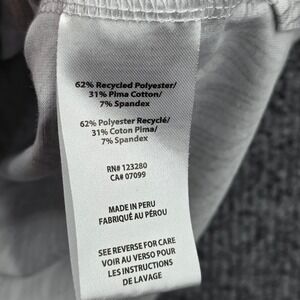 62% Recycled Polyester/
31% Pima Cotton/
7% Spandex
62% Polyester Recyclé/
31% Coton Pima/
7% Spandex
RN# 123280
CA# 07099
MADE IN PERU
FABRIQUÉ AU PÉROU
SEE REVERSE FOR CARE
VOIR AU VERSO POUR
LES INSTRUCTIONS
DE LAVAGE